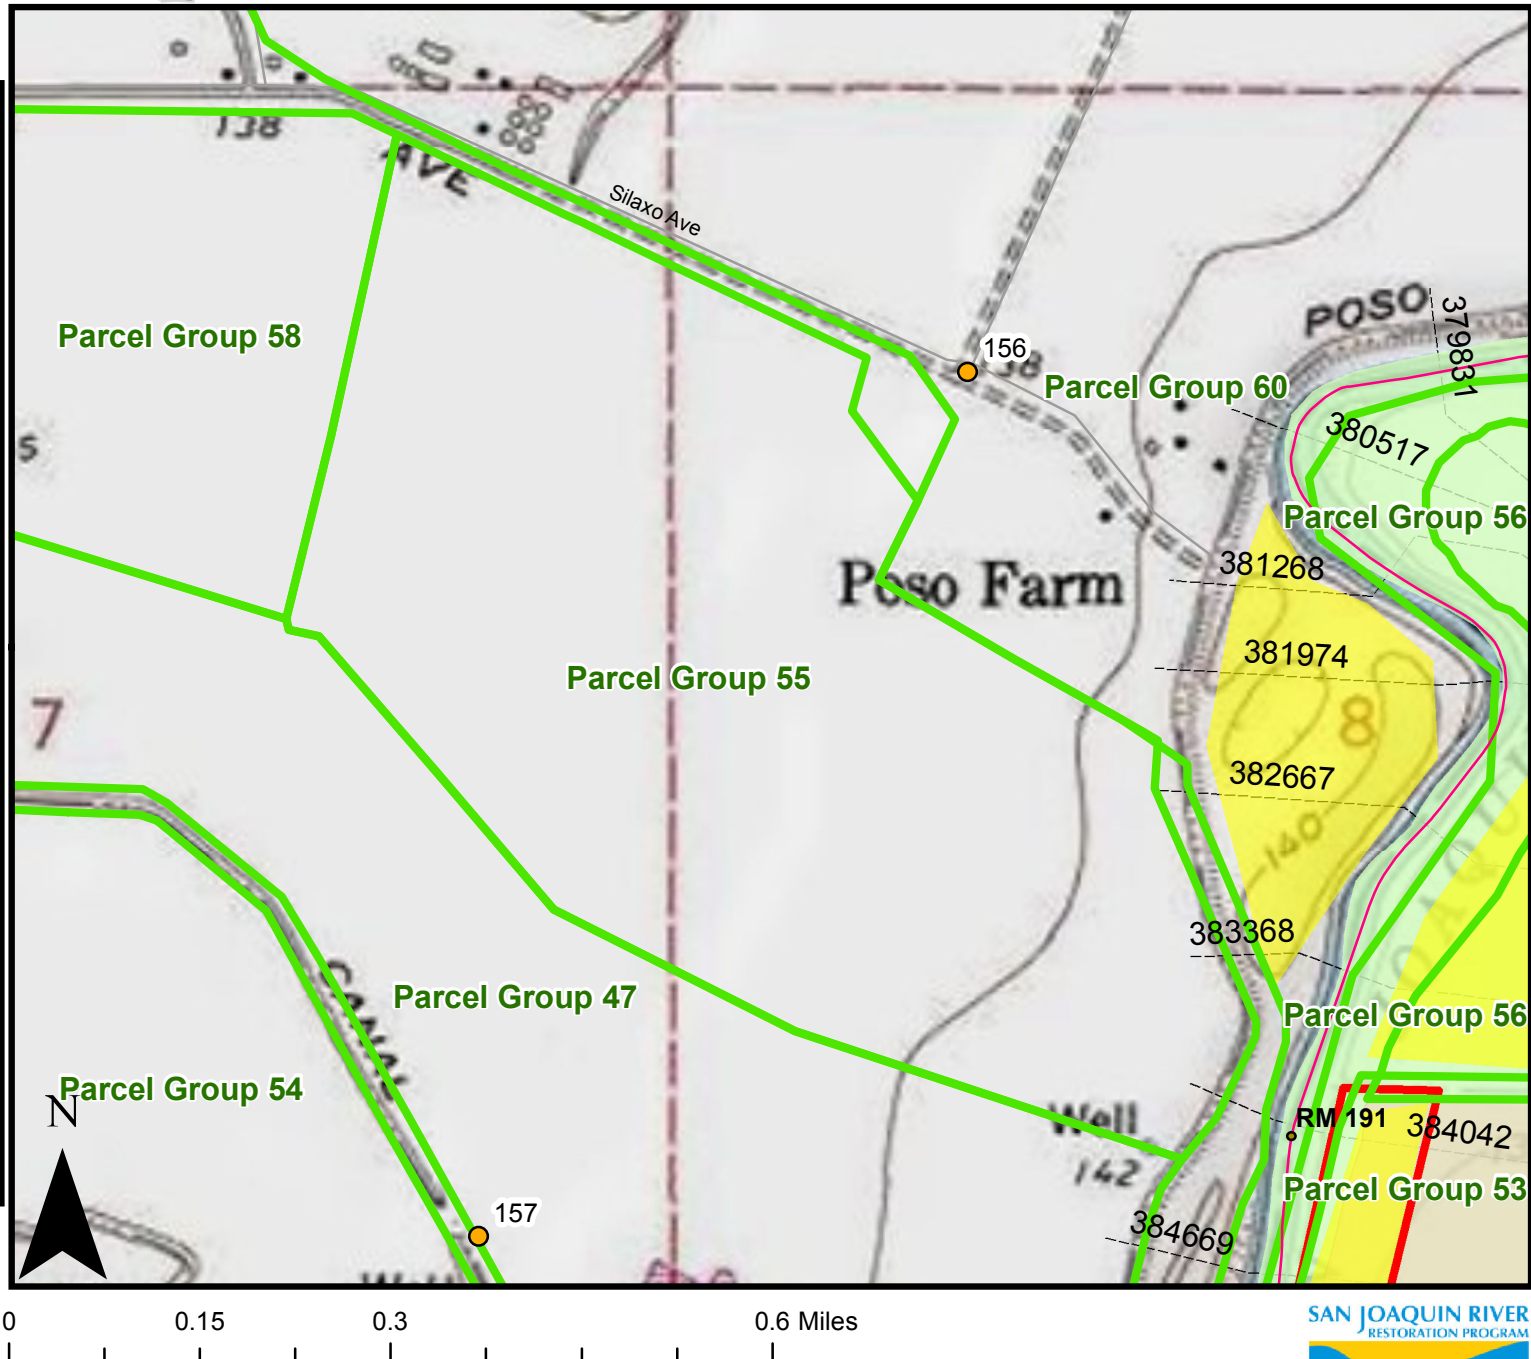 138
AVE
Silaxo Ave
POSO
379831
156
38
Parcel Group 58
Parcel Group 60
380517
S
Parcel Group 56
381268
Poso Farm
381974
Parcel Group 55
7
8
382667
140
383368
CANAL
Parcel Group 47
Parcel Group 56
Parcel Group 54
N
RM 191
384042
Well
142
Parcel Group 53
157
384669
Well
0
0.15
0.3
0.6 Miles
SAN JOAQUIN RIVER
RESTORATION PROGRAM